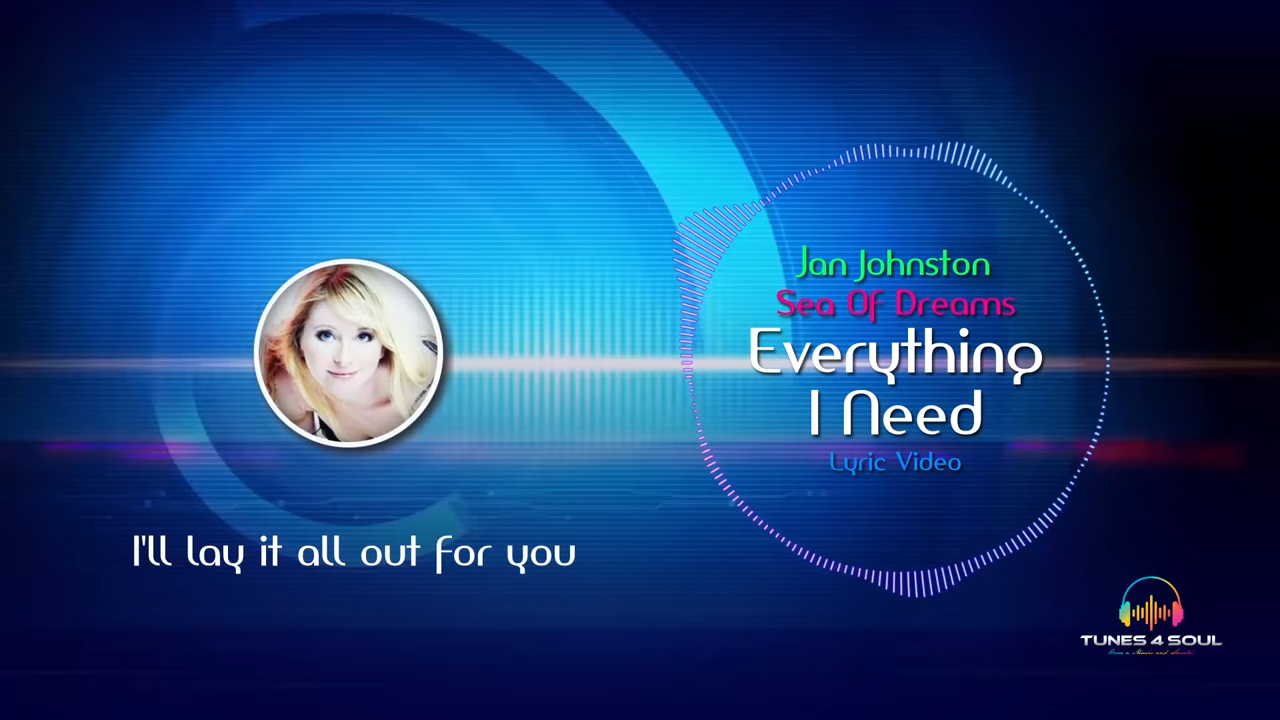 Jan Johnston
Sea Of Dreams
Everything
I Need
Lyric Video
I'll lay it all out for you
TUNES 4 SOUL